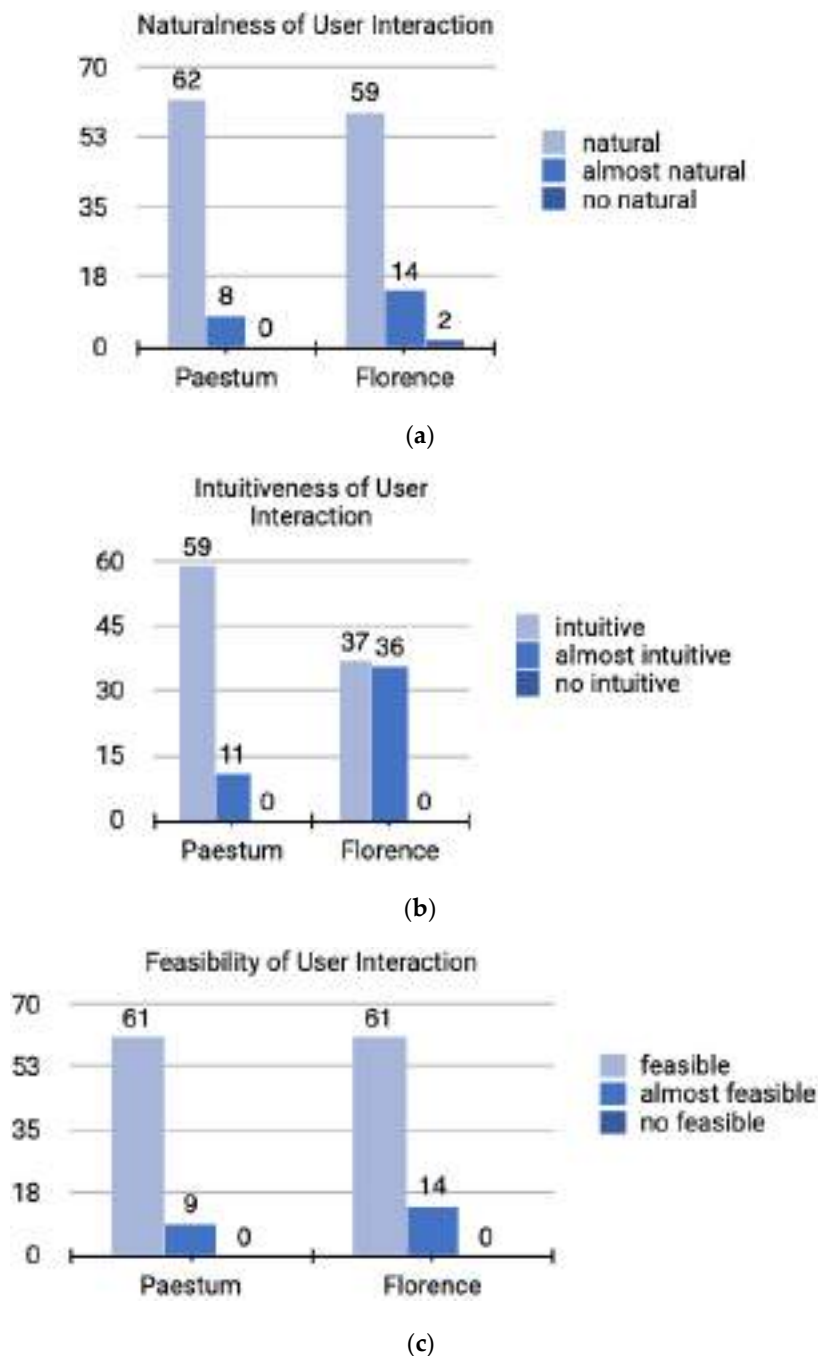 Naturalness of User Interaction
70
62
59
53
natural
almost natural
35
no natural
18
14
8
2
0
0
Paestum
Florence
(a)
Intuitiveness of User
Interaction
60
59
45
intuitive
37
36
almost intuitive
30
no intuitive
15
11
0
0
0
Paestum
Florence
(b)
Feasibility of User Interaction
70
61
61
53
feasible
almost feasible
35
no feasible
18
14
9
0
0
0
Paestum
Florence
(c)